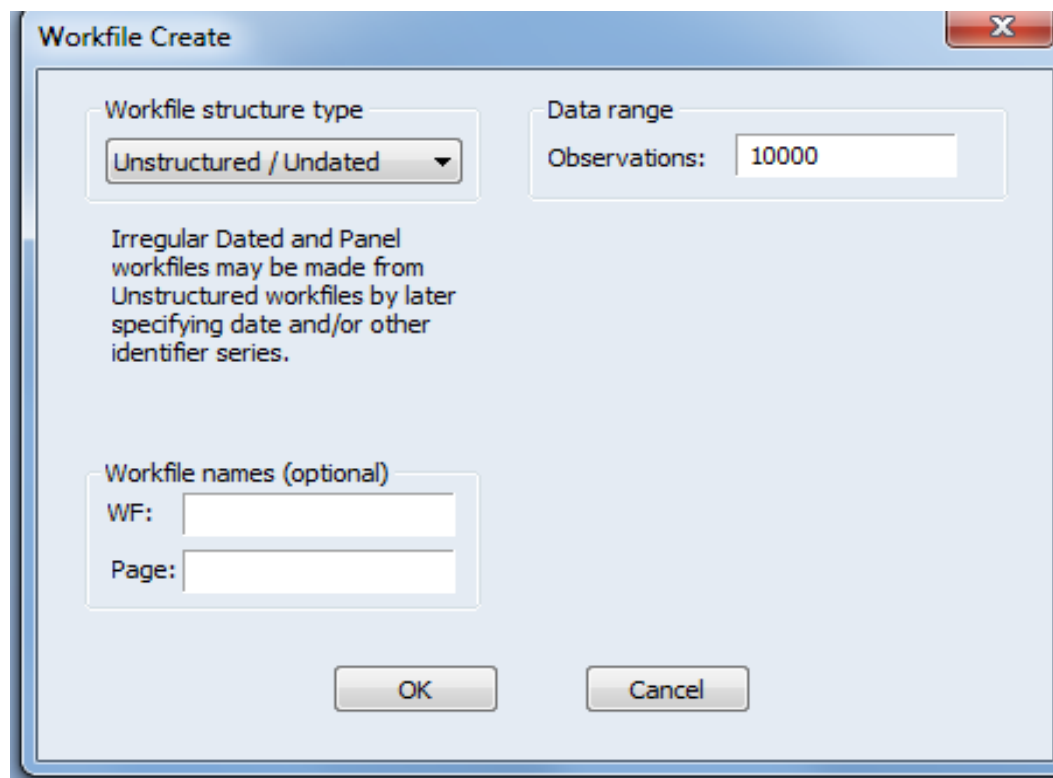 Workfile Create
Workfile structure type
Unstructured / Undated
Data range
Observations: 10000
Irregular Dated and Panel
workfiles may be made from
Unstructured workfiles by later
specifying date and/or other
identifier series.
Workfile names (optional)
WF:
Page:
OK
Cancel